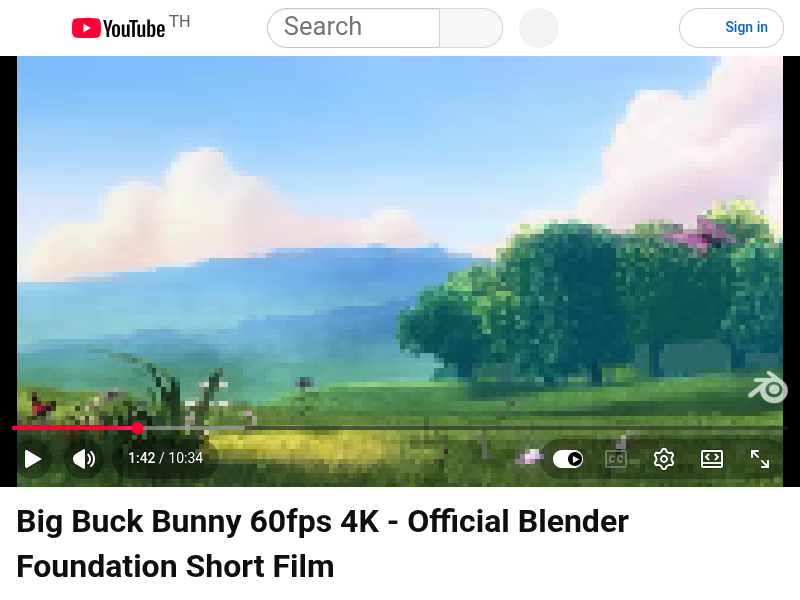 YouTube TH
Search
Sign in
1:42 / 10:34
CC
Big Buck Bunny 60fps 4K - Official Blender
Foundation Short Film